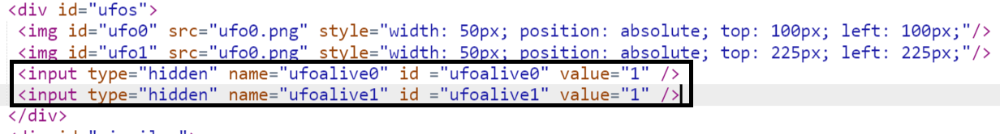 <div id="ufos">
<img id="ufo0" src="ufo0.png" style="width: 50px; position: absolute; top: 100px; left: 100px;"/>
<img id="ufo1" src="ufo0.png" style="width: 50px; position: absolute; top: 225px; left: 225px;"/>
<input type="hidden" name="ufoalive0" id ="ufoalive0" value="1" />
<input type="hidden" name="ufoalive1" id ="ufoalive1" value="1" />
</div>